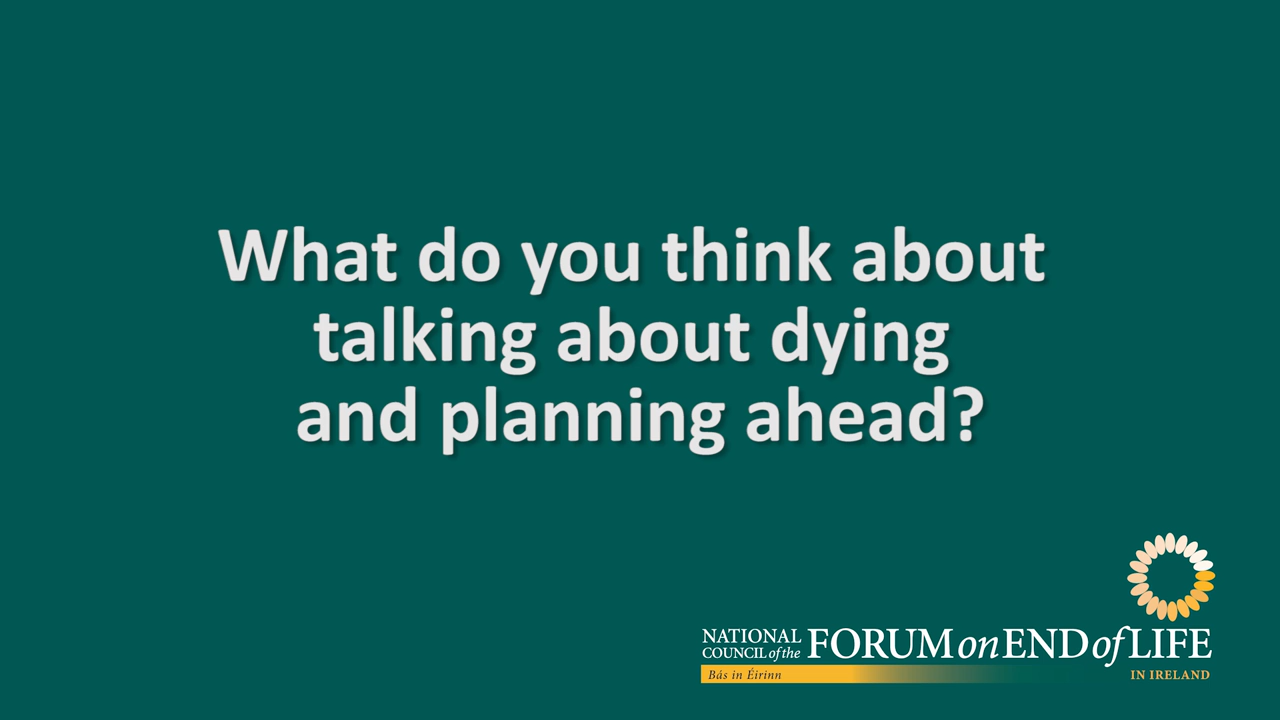 What do you think about
talking about dying
and planning ahead?
NATIONAL COUNCIL of the FORUM on END of LIFE
Bás in Éirinn
IN IRELAND